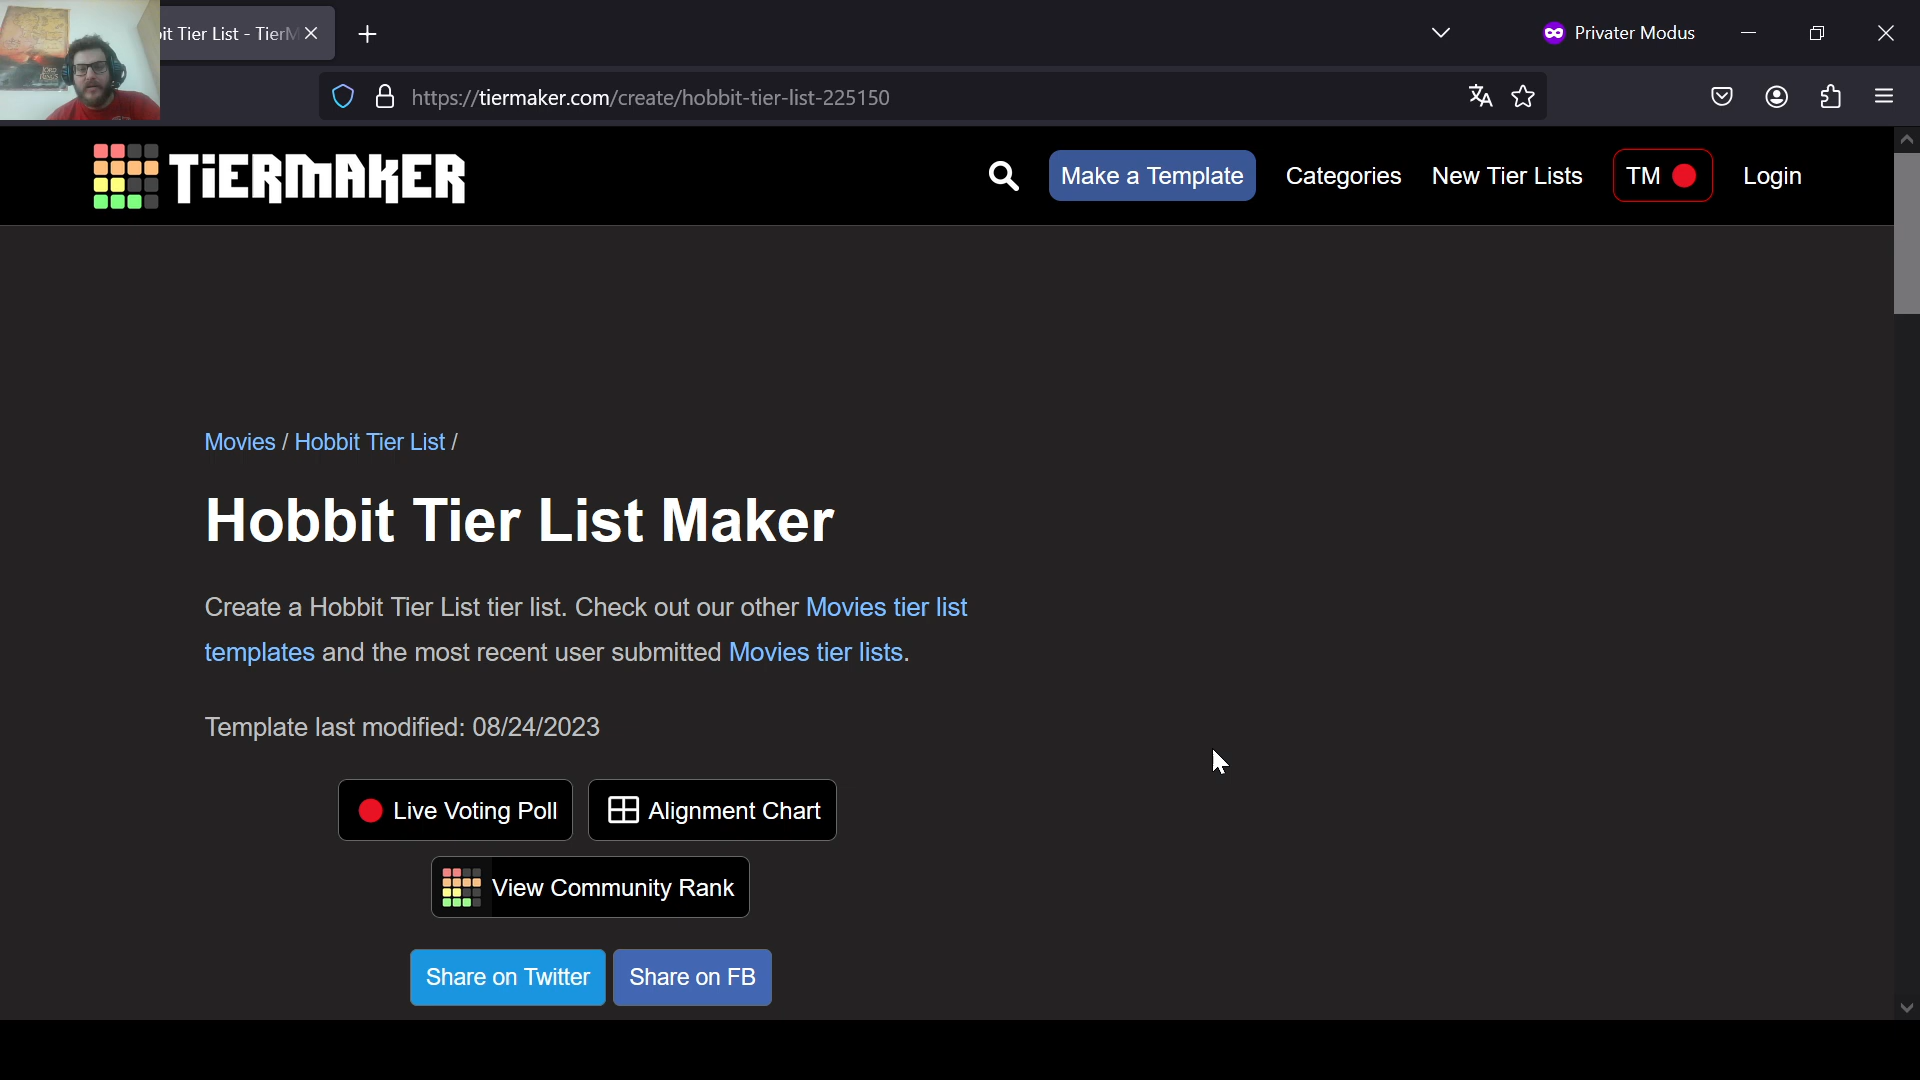 it Tier List - TierM
Privater Modus
https://tiermaker.com/create/hobbit-tier-list-225150
TiERMAKER
Make a Template
Categories
New Tier Lists
TM
Login
Movies / Hobbit Tier List /
Hobbit Tier List Maker
Create a Hobbit Tier List tier list. Check out our other Movies tier list
templates and the most recent user submitted Movies tier lists.
Template last modified: 08/24/2023
Live Voting Poll
Alignment Chart
View Community Rank
Share on Twitter
Share on FB